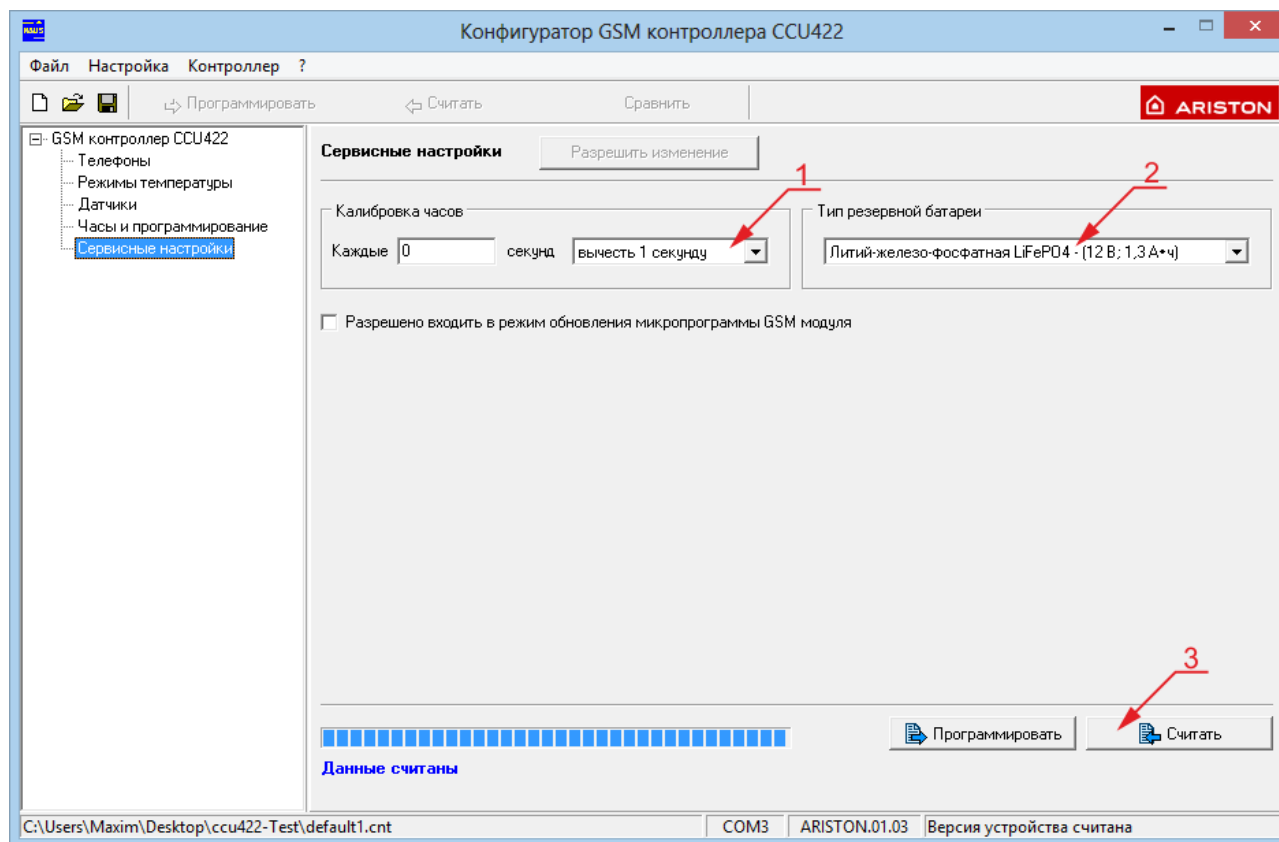 Конфигуратор GSM контроллера CCU422
Файл Настройка Контроллер ?
Программировать Считать Сравнить
ARISTON
GSM контроллер CCU422
Телефоны
Режимы температуры
Датчики
Часы и программирование
Сервисные настройки
Сервисные настройки Разрешить изменение
1
2
Калибровка часов
Каждые 0 секунд вычесть 1 секунду
Тип резервной батареи
Литий-железо-фосфатная LiFePO4 - (12 В; 1,3 А*ч)
Разрешено входить в режим обновления микропрограммы GSM модуля
3
Программировать Считать
Данные считаны
C:\Users\Maxim\Desktop\ccu422-Test\default1.cnt COM3 ARISTON.01.03 Версия устройства считана